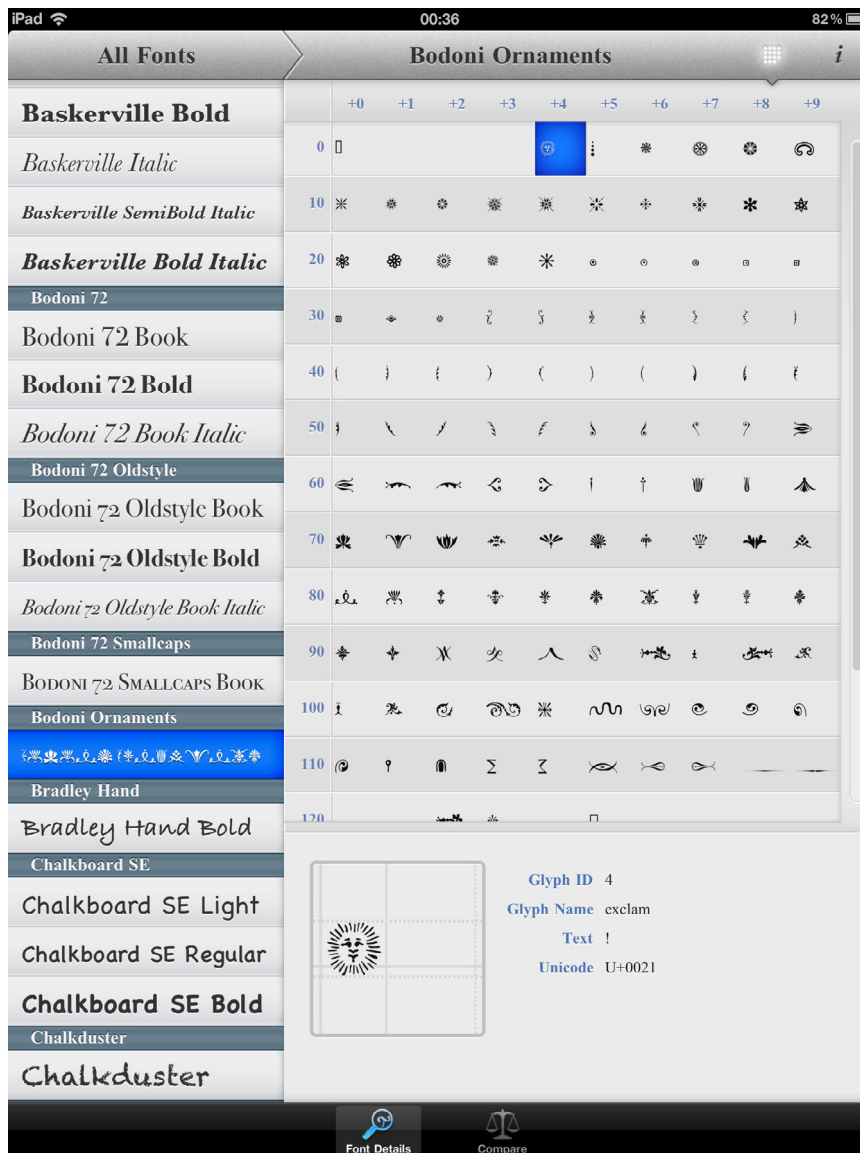 iPad 00:36 82%
All Fonts Bodoni Ornaments i
Baskerville Bold
Baskerville Italic
Baskerville SemiBold Italic
Baskerville Bold Italic
Bodoni 72
Bodoni 72 Book
Bodoni 72 Bold
Bodoni 72 Book Italic
Bodoni 72 Oldstyle
Bodoni 72 Oldstyle Book
Bodoni 72 Oldstyle Bold
Bodoni 72 Oldstyle Book Italic
Bodoni 72 Smallcaps
Bodoni 72 Smallcaps Book
Bodoni Ornaments
Bradley Hand
Bradley Hand Bold
Chalkboard SE
Chalkboard SE Light
Chalkboard SE Regular
Chalkboard SE Bold
Chalkduster
Chalkduster
+0 +1 +2 +3 +4 +5 +6 +7 +8 +9
0
10
20
30
40
50
60
70
80
90
100
110
120
Glyph ID 4
Glyph Name exclam
Text !
Unicode U+0021
Font Details Compare